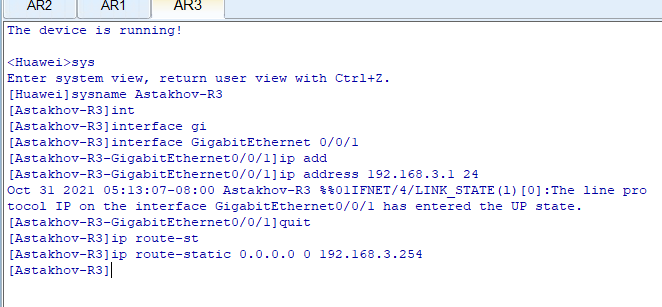 AR2 AR1 AR3
The device is running!
<Huawei>sys
Enter system view, return user view with Ctrl+Z.
[Huawei]sysname Astakhov-R3
[Astakhov-R3]int
[Astakhov-R3]interface gi
[Astakhov-R3]interface GigabitEthernet 0/0/1
[Astakhov-R3-GigabitEthernet0/0/1]ip add
[Astakhov-R3-GigabitEthernet0/0/1]ip address 192.168.3.1 24
Oct 31 2021 05:13:07-08:00 Astakhov-R3 %%01IFNET/4/LINK_STATE(l)[0]:The line pro
tocol IP on the interface GigabitEthernet0/0/1 has entered the UP state.
[Astakhov-R3-GigabitEthernet0/0/1]quit
[Astakhov-R3]ip route-st
[Astakhov-R3]ip route-static 0.0.0.0 0 192.168.3.254
[Astakhov-R3]